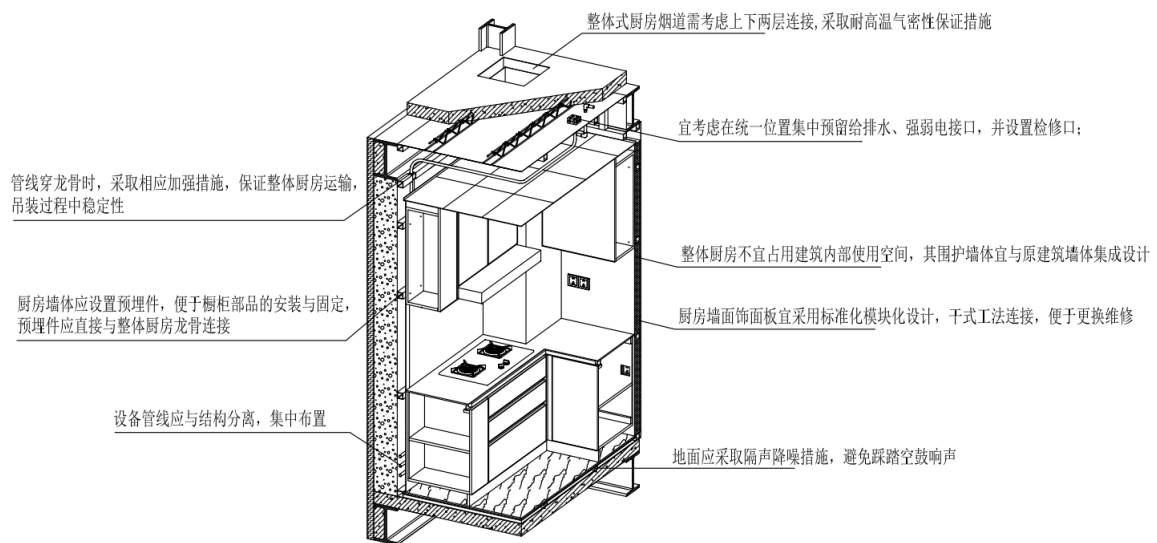 整体式厨房烟道需考虑上下两层连接,采取耐高温气密性保证措施
宜考虑在统一位置集中预留给排水、强弱电接口，并设置检修口；
管线穿龙骨时，采取相应加强措施，保证整体厨房运输，
吊装过程中稳定性
整体厨房不宜占用建筑内部使用空间，其围护墙体宜与原建筑墙体集成设计
厨房墙体应设置预埋件，便于橱柜部品的安装与固定，
预埋件应直接与整体厨房龙骨连接
厨房墙面饰面板宜采用标准化模块化设计，干式工法连接，便于更换维修
设备管线应与结构分离，集中布置
地面应采取隔声降噪措施，避免踩踏空鼓响声